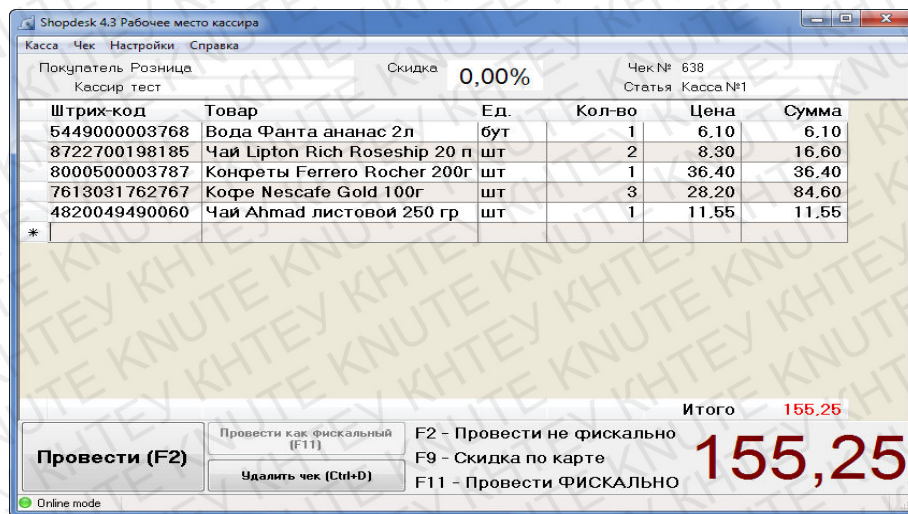 Shopdesk 4.3 Рабочее место кассира
Касса Чек Настройки Справка
Покупатель Розница Скидка 0,00% Чек № 638
Кассир тест Статья Касса №1
Штрих-код Товар Ед. Кол-во Цена Сумма
5449000003768 Вода Фанта ананас 2л бут 1 6,10 6,10
8722700198185 Чай Lipton Rich Roseship 20 п шт 2 8,30 16,60
8000500003787 Конфеты Ferrero Rocher 200г шт 1 36,40 36,40
7613031762767 Кофе Nescafe Gold 100г шт 3 28,20 84,60
4820049490060 Чай Ahmad листовой 250 гр шт 1 11,55 11,55
*
Итого 155,25
Провести (F2)
Провести как фискальный
(F11)
Удалить чек (Ctrl+D)
F2 - Провести не фискально
F9 - Скидка по карте
F11 - Провести ФИСКАЛЬНО
155,25
Online mode
KNUTE КНТЕУ KNUTE КНТЕУ